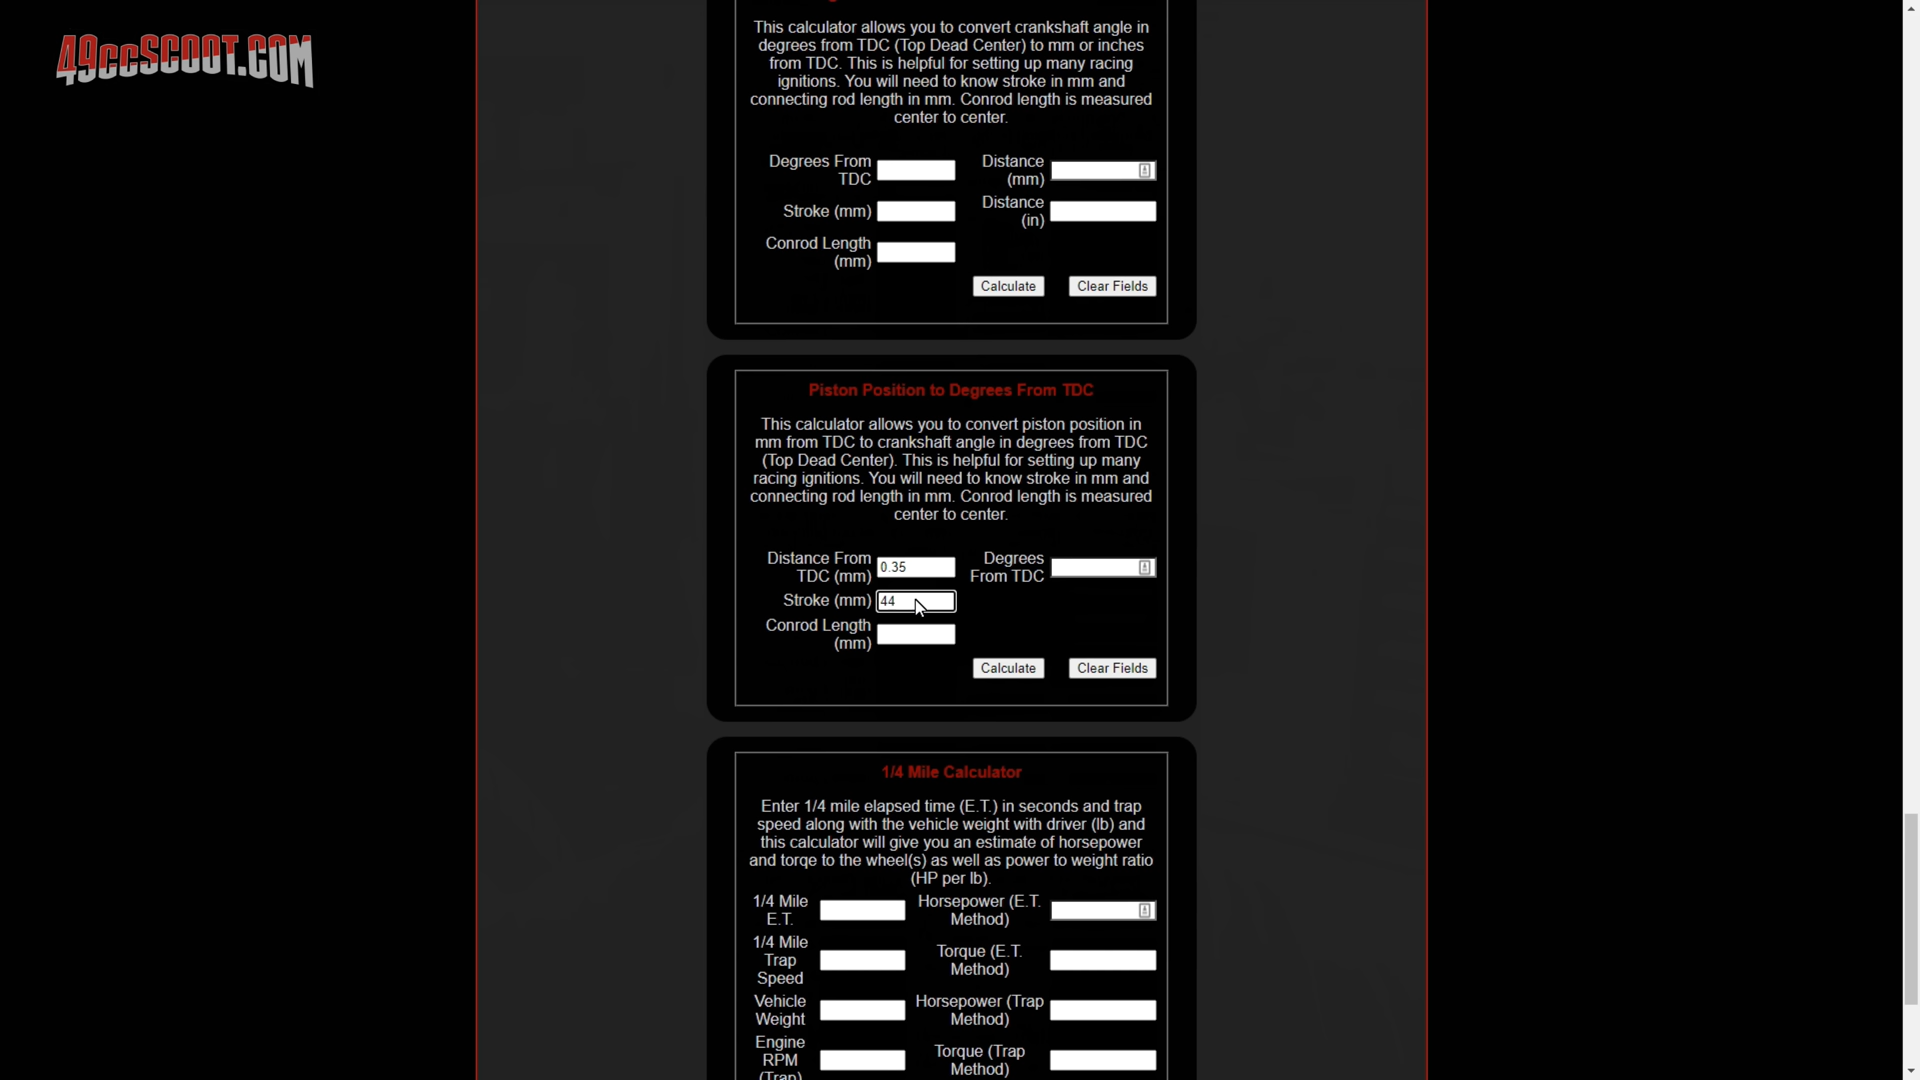 49ccSCOOT.COM
This calculator allows you to convert crankshaft angle in
degrees from TDC (Top Dead Center) to mm or inches
from TDC. This is helpful for setting up many racing
ignitions. You will need to know stroke in mm and
connecting rod length in mm. Conrod length is measured
center to center.
Degrees From
TDC
Distance
(mm)
Stroke (mm)
Distance
(in)
Conrod Length
(mm)
Calculate Clear Fields
Piston Position to Degrees From TDC
This calculator allows you to convert piston position in
mm from TDC to crankshaft angle in degrees from TDC
(Top Dead Center). This is helpful for setting up many
racing ignitions. You will need to know stroke in mm and
connecting rod length in mm. Conrod length is measured
center to center.
Distance From
TDC (mm)
0.35
Degrees
From TDC
Stroke (mm) 44
Conrod Length
(mm)
Calculate Clear Fields
1/4 Mile Calculator
Enter 1/4 mile elapsed time (E.T.) in seconds and trap
speed along with the vehicle weight with driver (lb) and
this calculator will give you an estimate of horsepower
and torqe to the wheel(s) as well as power to weight ratio
(HP per lb).
1/4 Mile
E.T.
Horsepower (E.T.
Method)
1/4 Mile
Trap
Speed
Torque (E.T.
Method)
Vehicle
Weight
Horsepower (Trap
Method)
Engine
RPM
(Trap)
Torque (Trap
Method)